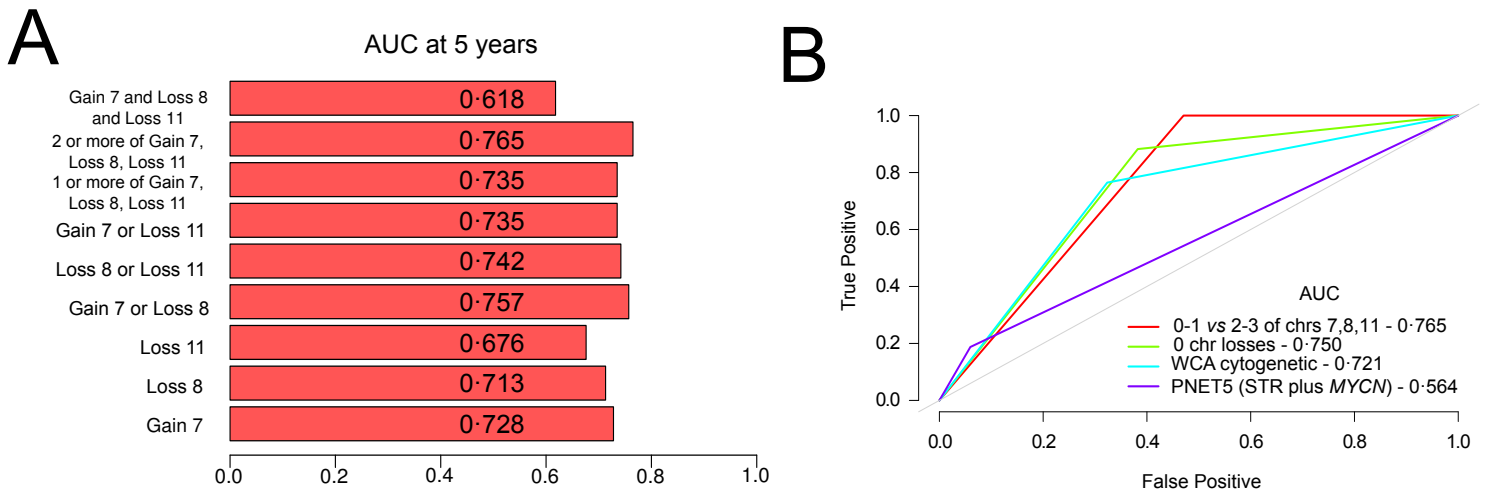 A
AUC at 5 years
Gain 7 and Loss 8
and Loss 11
0·618
2 or more of Gain 7,
Loss 8, Loss 11
0·765
1 or more of Gain 7,
Loss 8, Loss 11
0·735
Gain 7 or Loss 11
0·735
Loss 8 or Loss 11
0·742
Gain 7 or Loss 8
0·757
Loss 11
0·676
Loss 8
0·713
Gain 7
0·728
0.0 0.2 0.4 0.6 0.8 1.0
B
True Positive
1.0
0.8
0.6
0.4
0.2
0.0
AUC
0-1 vs 2-3 of chrs 7,8,11 - 0·765
0 chr losses - 0·750
WCA cytogenetic - 0·721
PNET5 (STR plus MYCN) - 0·564
0.0 0.2 0.4 0.6 0.8 1.0
False Positive